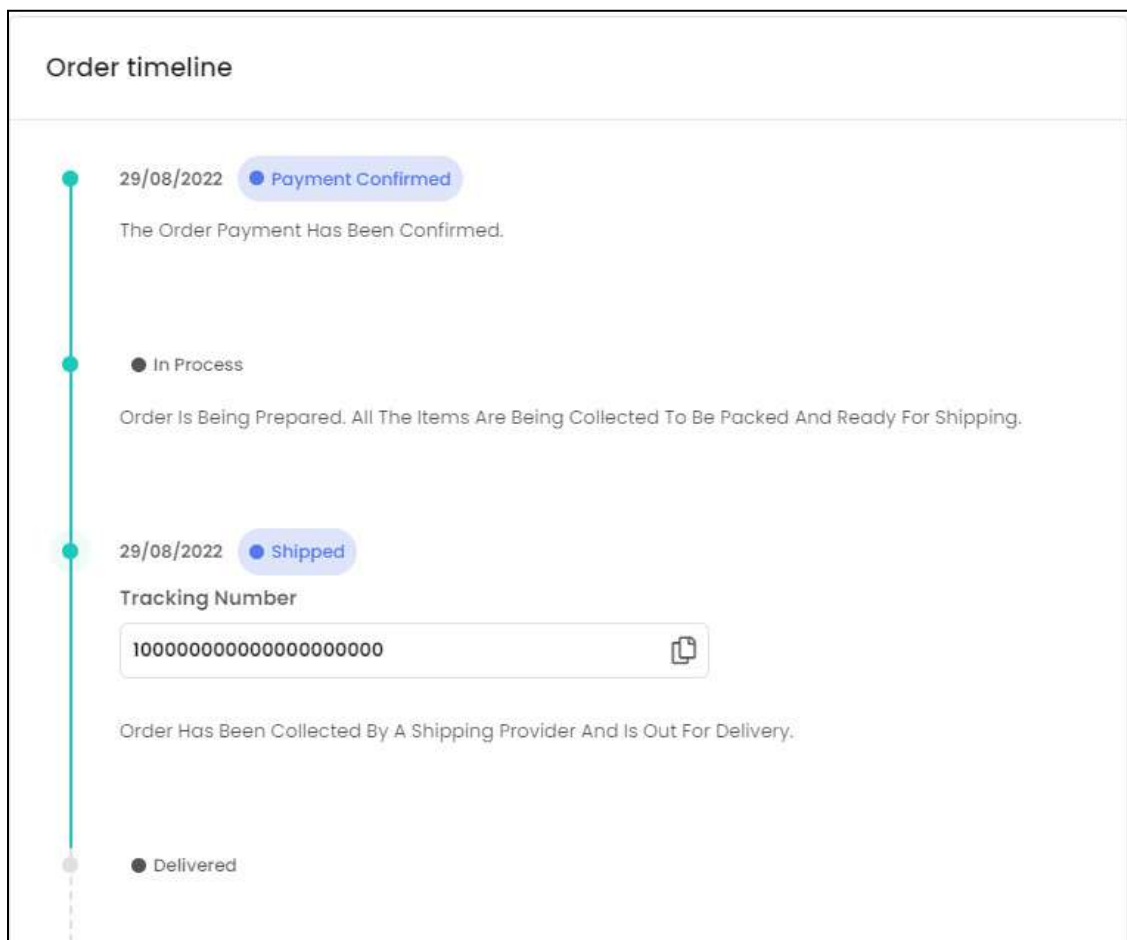 Order timeline
29/08/2022 Payment Confirmed
The Order Payment Has Been Confirmed.
In Process
Order Is Being Prepared. All The Items Are Being Collected To Be Packed And Ready For Shipping.
29/08/2022 Shipped
Tracking Number
100000000000000000000
Order Has Been Collected By A Shipping Provider And Is Out For Delivery.
Delivered